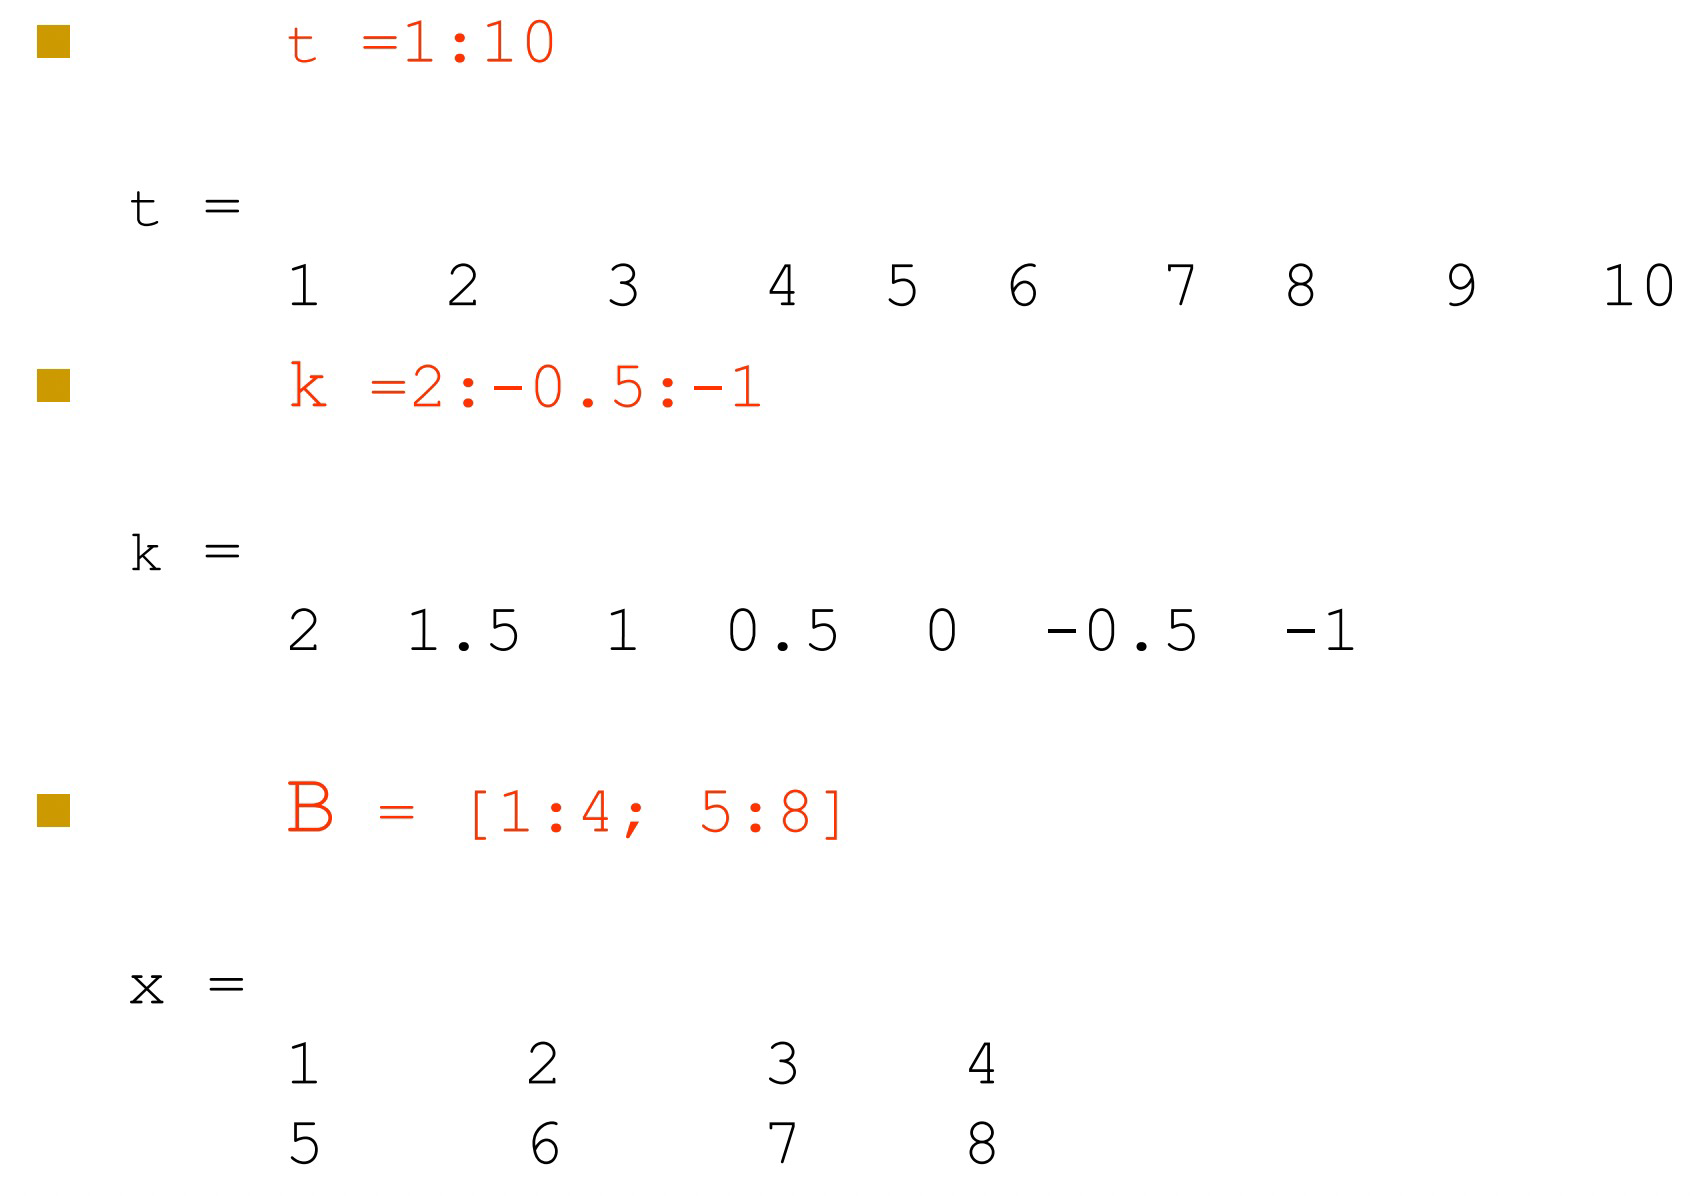 t =1:10
t =
1 2 3 4 5 6 7 8 9 10
k =2:-0.5:-1
k =
2 1.5 1 0.5 0 -0.5 -1
B = [1:4; 5:8]
x =
1 2 3 4
5 6 7 8